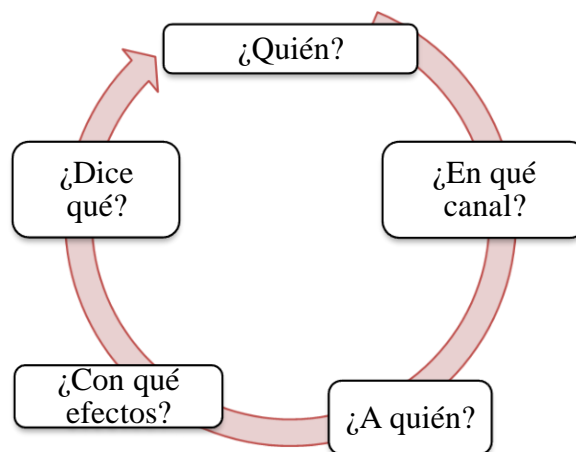 ¿Quién?
¿En qué
canal?
¿A quién?
¿Con qué
efectos?
¿Dice
qué?